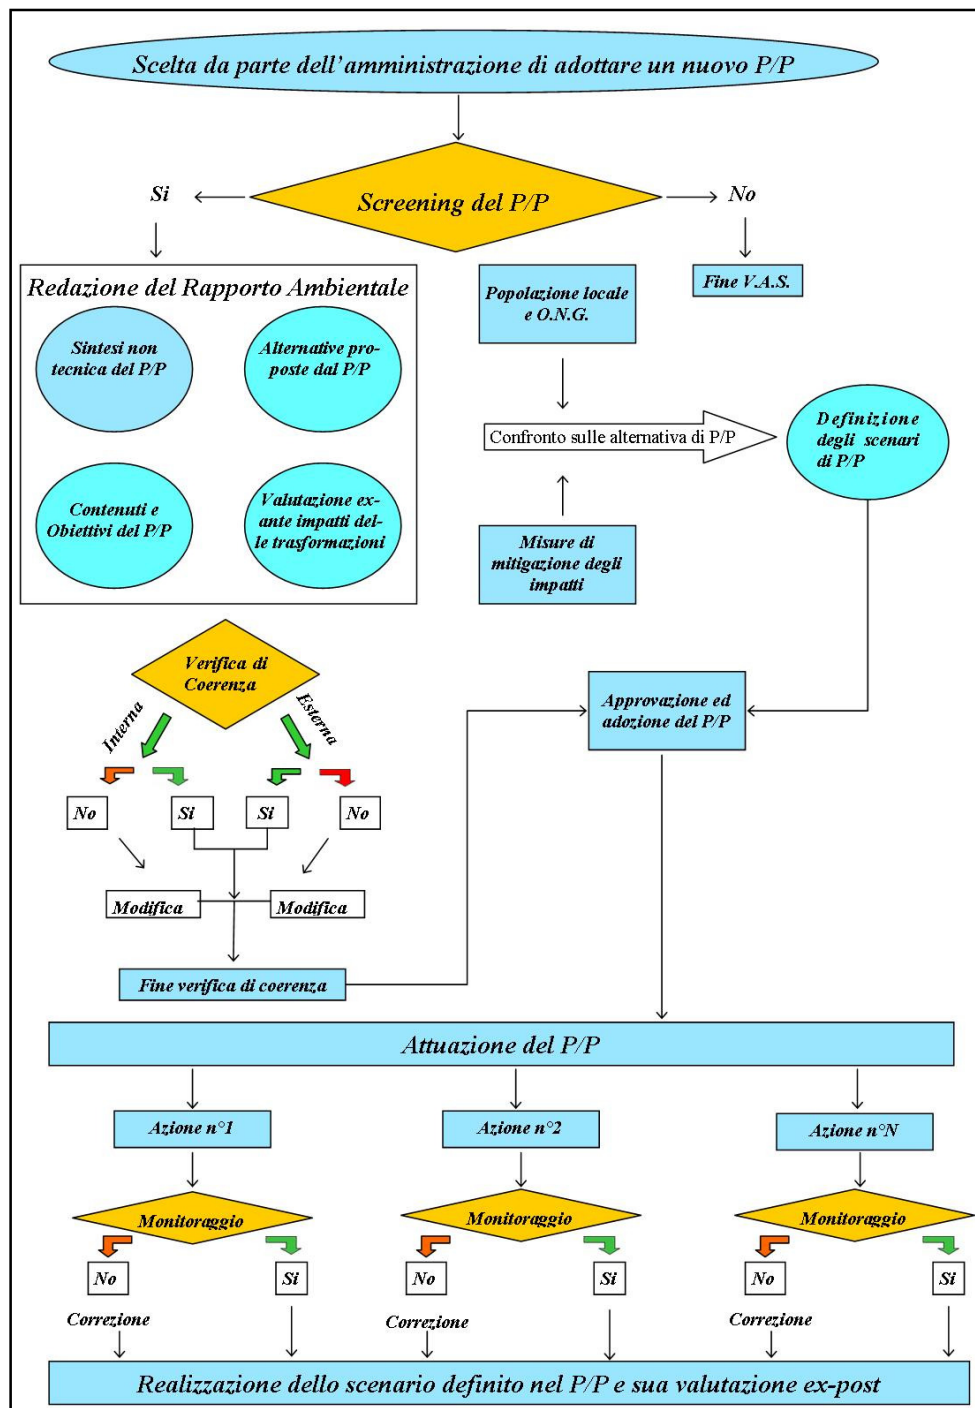 Scelta da parte dell'amministrazione di adottare un nuovo P/P
Si
Screening del P/P
No
Redazione del Rapporto Ambientale
Sintesi non
tecnica del P/P
Alternative pro-
poste dal P/P
Contenuti e
Obiettivi del P/P
Valutazione ex-
ante impatti del-
le trasformazioni
Popolazione locale
e O.N.G.
Fine V.A.S.
Confronto sulle alternativa di P/P
Definizione
degli scenari
di P/P
Misure di
mitigazione degli
impatti
Verifica di
Coerenza
Interna
Esterna
No
Si
Si
No
Modifica
Modifica
Fine verifica di coerenza
Approvazione ed
adozione del P/P
Attuazione del P/P
Azione n°1
Azione n°2
Azione n°N
Monitoraggio
Monitoraggio
Monitoraggio
No
Si
No
Si
No
Si
Correzione
Correzione
Correzione
Realizzazione dello scenario definito nel P/P e sua valutazione ex-post